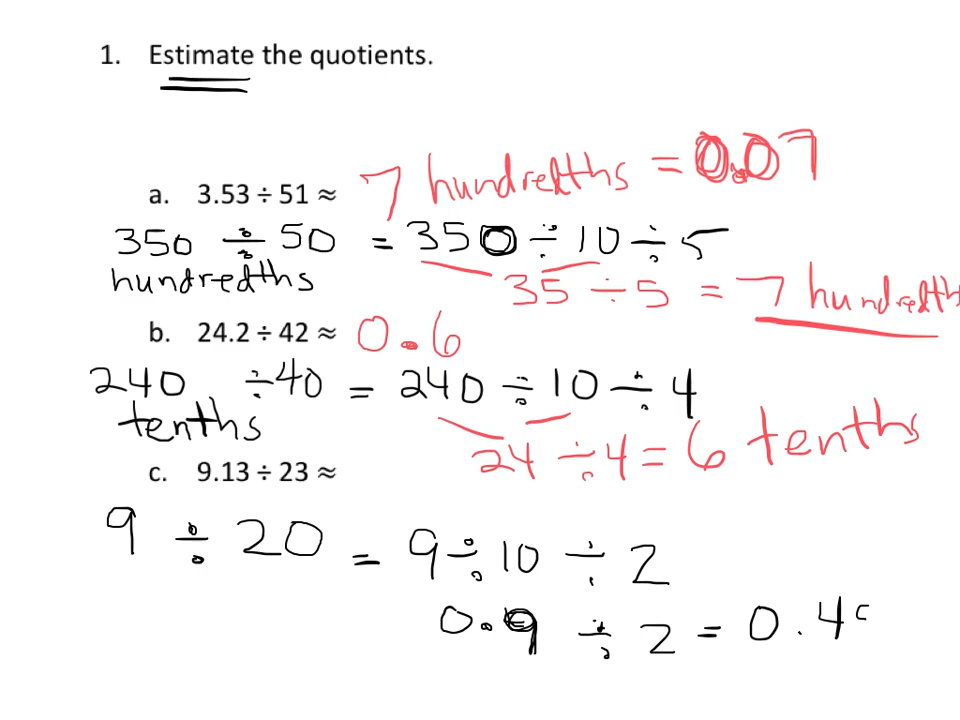 1. Estimate the quotients.
7 hundredths = 0.07
a. 3.53 ÷ 51 ≈
350 ÷ 50 = 350 ÷ 10 ÷ 5
hundredths
35 ÷ 5 = 7 hundredth
b. 24.2 ÷ 42 ≈ 0.6
240 ÷40 = 240 ÷ 10 ÷ 4
tenths
24 ÷ 4 = 6 tenths
c. 9.13 ÷ 23 ≈
9 ÷ 20 = 9 ÷ 10 ÷ 2
0.9 ÷ 2 = 0.4